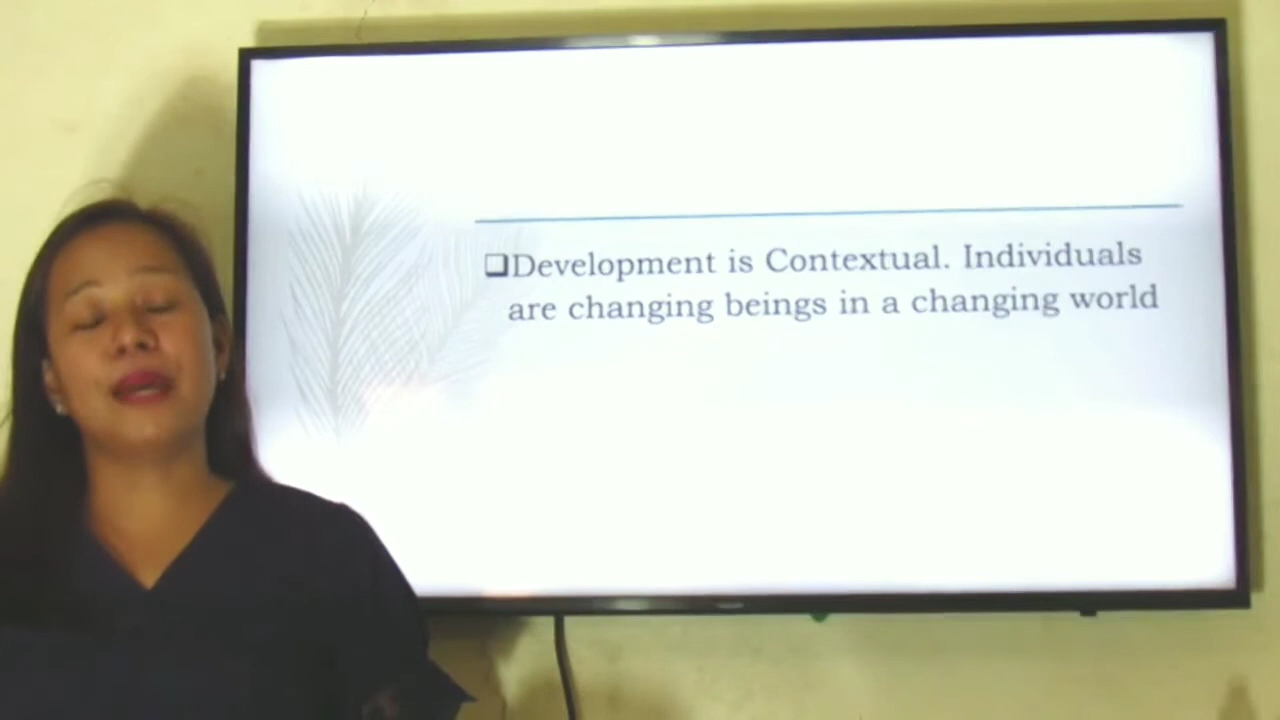 ❑Development is Contextual. Individuals
are changing beings in a changing world